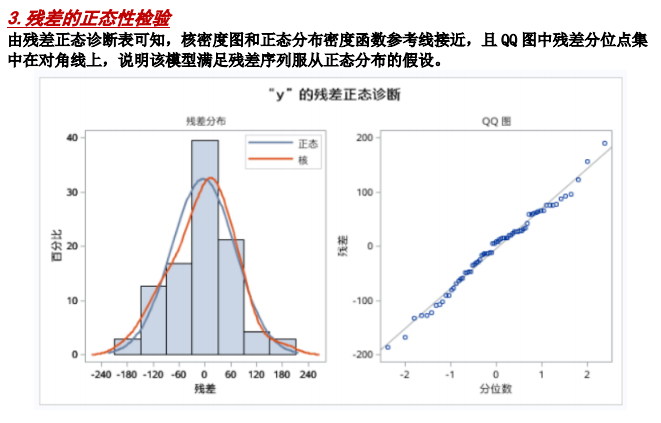 3. 残差的正态性检验
由残差正态诊断表可知，核密度图和正态分布密度函数参考线接近，且 QQ 图中残差分位点集
中在对角线上，说明该模型满足残差序列服从正态分布的假设。
“y”的残差正态诊断
残差分布
QQ 图
正态
核
百分比
40
30
20
10
0
-240 -180 -120 -60 0 60 120 180 240
残差
残差
200
100
0
-100
-200
-2 -1 0 1 2
分位数